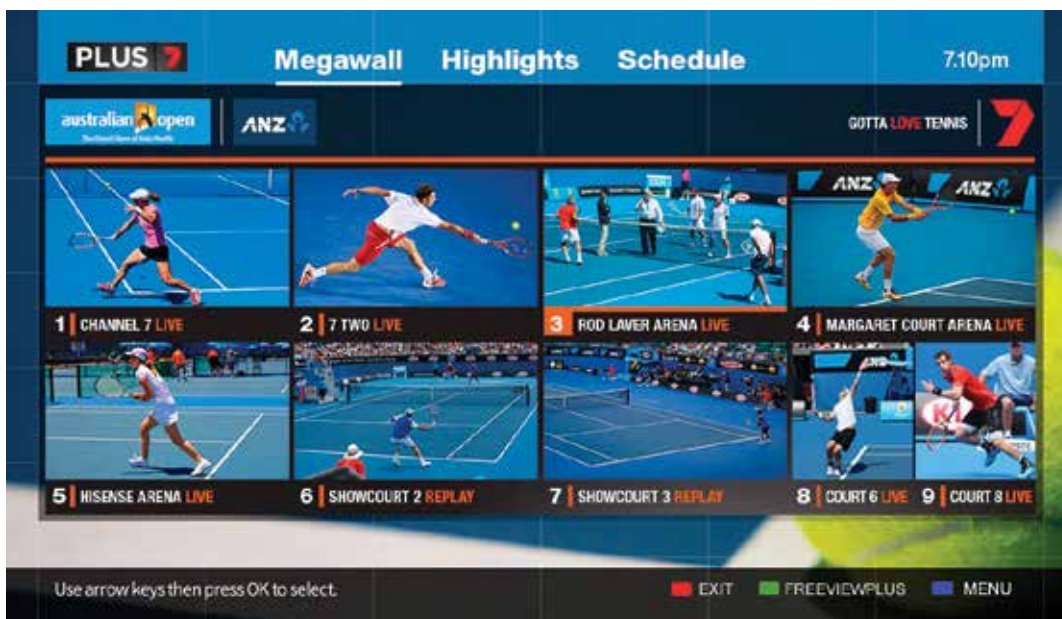 PLUS 7
Megawall
Highlights
Schedule
7.10pm
australian open
ANZ
GOTTA LOVE TENNIS
7
ANZ
ANZ
1 CHANNEL 7 LIVE
2 7 TWO LIVE
3 ROD LAVER ARENA LIVE
4 MARGARET COURT ARENA LIVE
5 HISENSE ARENA LIVE
6 SHOWCOURT 2 REPLAY
7 SHOWCOURT 3 REPLAY
8 COURT 6 LIVE
9 COURT 8 LIVE
Use arrow keys then press OK to select.
EXIT
FREEVIEWPLUS
MENU